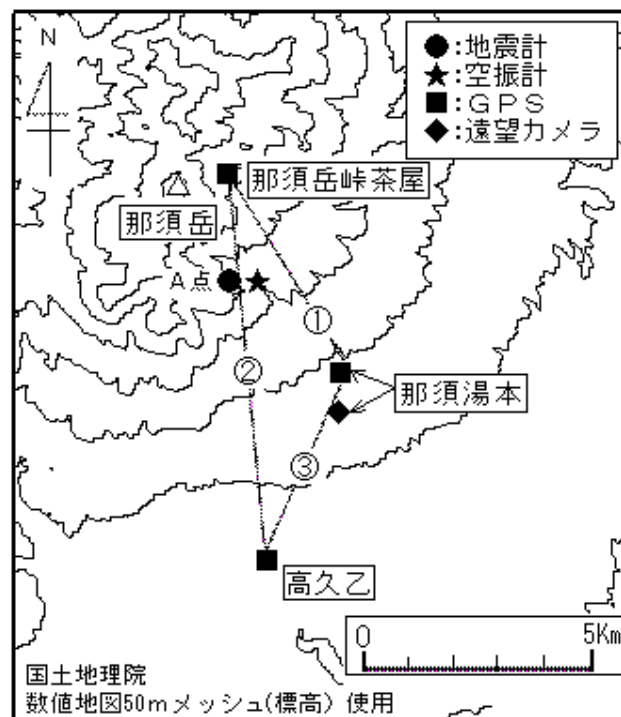 N
●:地震計
★:空振計
■:ＧＰＳ
◆:遠望カメラ
那須岳峠茶屋
那須岳
A点
①
②
那須湯本
③
高久乙
0 5Km
国土地理院
数値地図50mメッシュ(標高) 使用